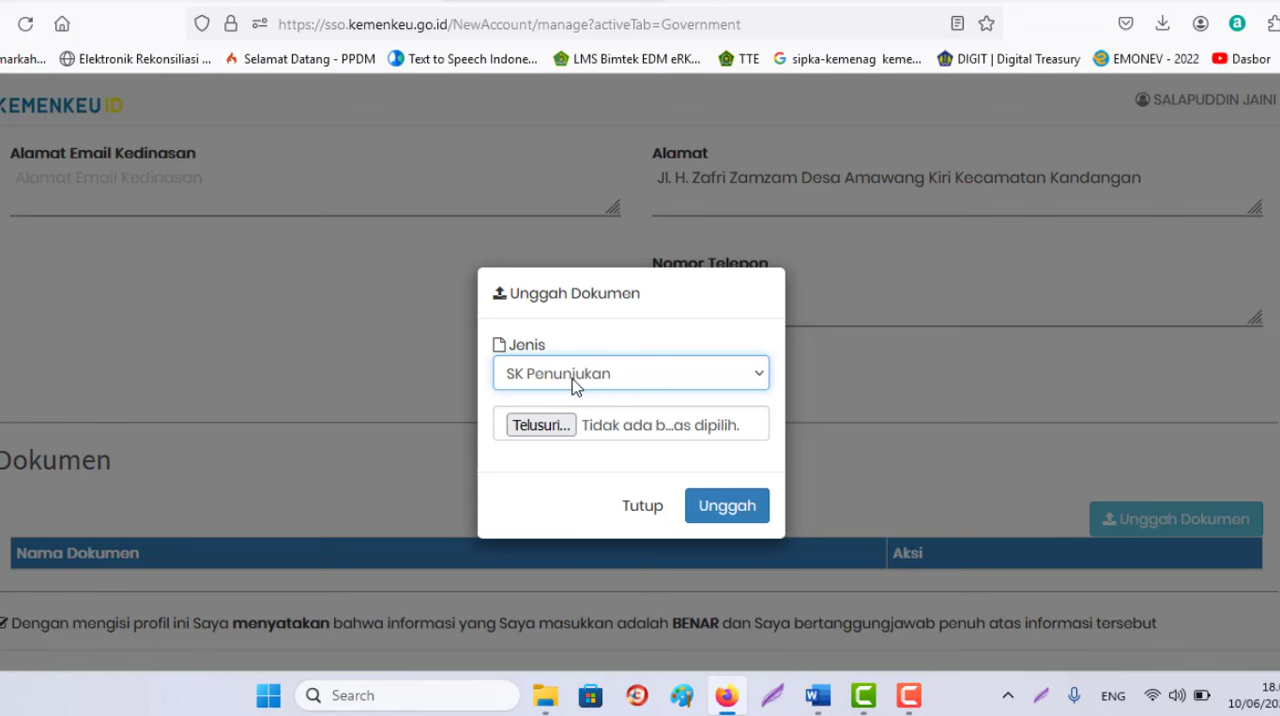 https://sso.kemenkeu.go.id/NewAccount/manage?activeTab=Government
markah... Elektronik Rekonsiliasi ... Selamat Datang - PPDM Text to Speech Indone... LMS Bimtek EDM eRK... TTE sipka-kemenag keme... DIGIT | Digital Treasury EMONEV - 2022 Dasbor
KEMENKEU ID SALAPUDDIN JAINI
Alamat Email Kedinasan
Alamat Email Kedinasan
Alamat
Jl. H. Zafri Zamzam Desa Amawang Kiri Kecamatan Kandangan
Nomor Telepon
Unggah Dokumen
Jenis
SK Penunjukan
Telusuri... Tidak ada b...as dipilih.
Tutup Unggah
Dokumen
Unggah Dokumen
Nama Dokumen Aksi
Dengan mengisi profil ini Saya menyatakan bahwa informasi yang Saya masukkan adalah BENAR dan Saya bertanggungjawab penuh atas informasi tersebut
Search ENG 18.
10/06/20